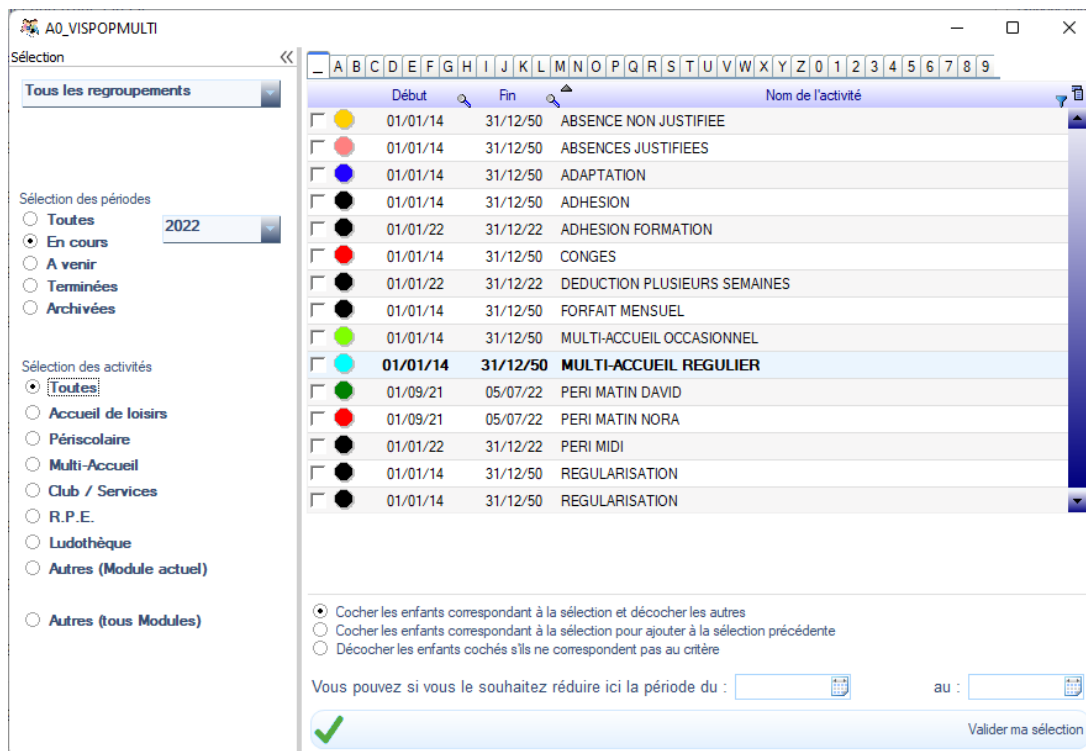 A0_VISPOPMULTI
Sélection
Tous les regroupements
Sélection des périodes
Toutes
2022
En cours
A venir
Terminées
Archivées
Sélection des activités
Toutes
Accueil de loisirs
Périscolaire
Multi-Accueil
Club / Services
R.P.E.
Ludothèque
Autres (Module actuel)
Autres (tous Modules)
_ A B C D E F G H I J K L M N O P Q R S T U V W X Y Z 0 1 2 3 4 5 6 7 8 9
Début Fin Nom de l'activité
01/01/14 31/12/50 ABSENCE NON JUSTIFIEE
01/01/14 31/12/50 ABSENCES JUSTIFIEES
01/01/14 31/12/50 ADAPTATION
01/01/14 31/12/50 ADHESION
01/01/22 31/12/22 ADHESION FORMATION
01/01/14 31/12/50 CONGES
01/01/22 31/12/22 DEDUCTION PLUSIEURS SEMAINES
01/01/14 31/12/50 FORFAIT MENSUEL
01/01/14 31/12/50 MULTI-ACCUEIL OCCASIONNEL
01/01/14 31/12/50 MULTI-ACCUEIL REGULIER
01/09/21 05/07/22 PERI MATIN DAVID
01/09/21 05/07/22 PERI MATIN NORA
01/01/22 31/12/22 PERI MIDI
01/01/14 31/12/50 REGULARISATION
01/01/14 31/12/50 REGULARISATION
Cocher les enfants correspondant à la sélection et décocher les autres
Cocher les enfants correspondant à la sélection pour ajouter à la sélection précédente
Décocher les enfants cochés s'ils ne correspondent pas au critère
Vous pouvez si vous le souhaitez réduire ici la période du : au :
Valider ma sélection